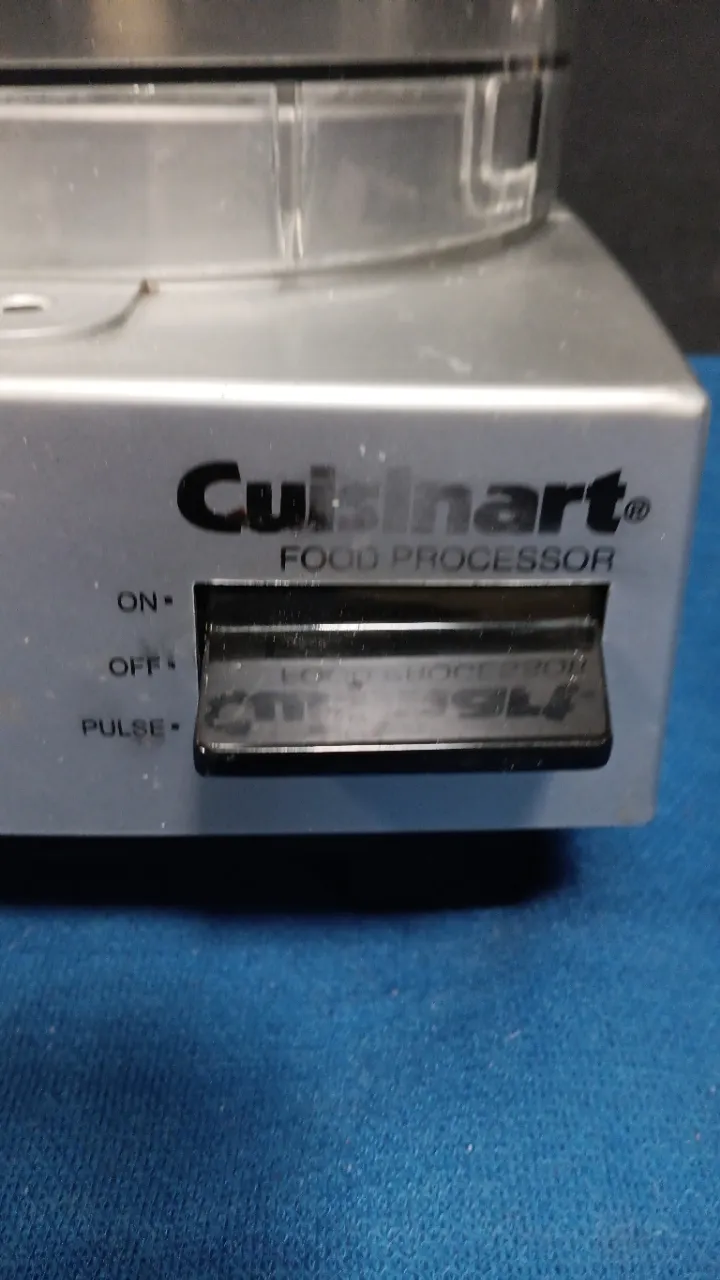 Cuisinart®
FOOD PROCESSOR
ON
OFF
PULSE